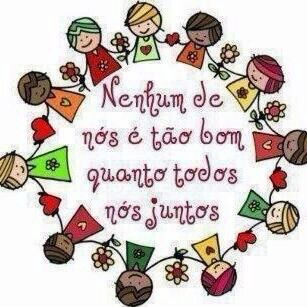 Nenhum de
nós é tão bom
quanto todos
nós juntos